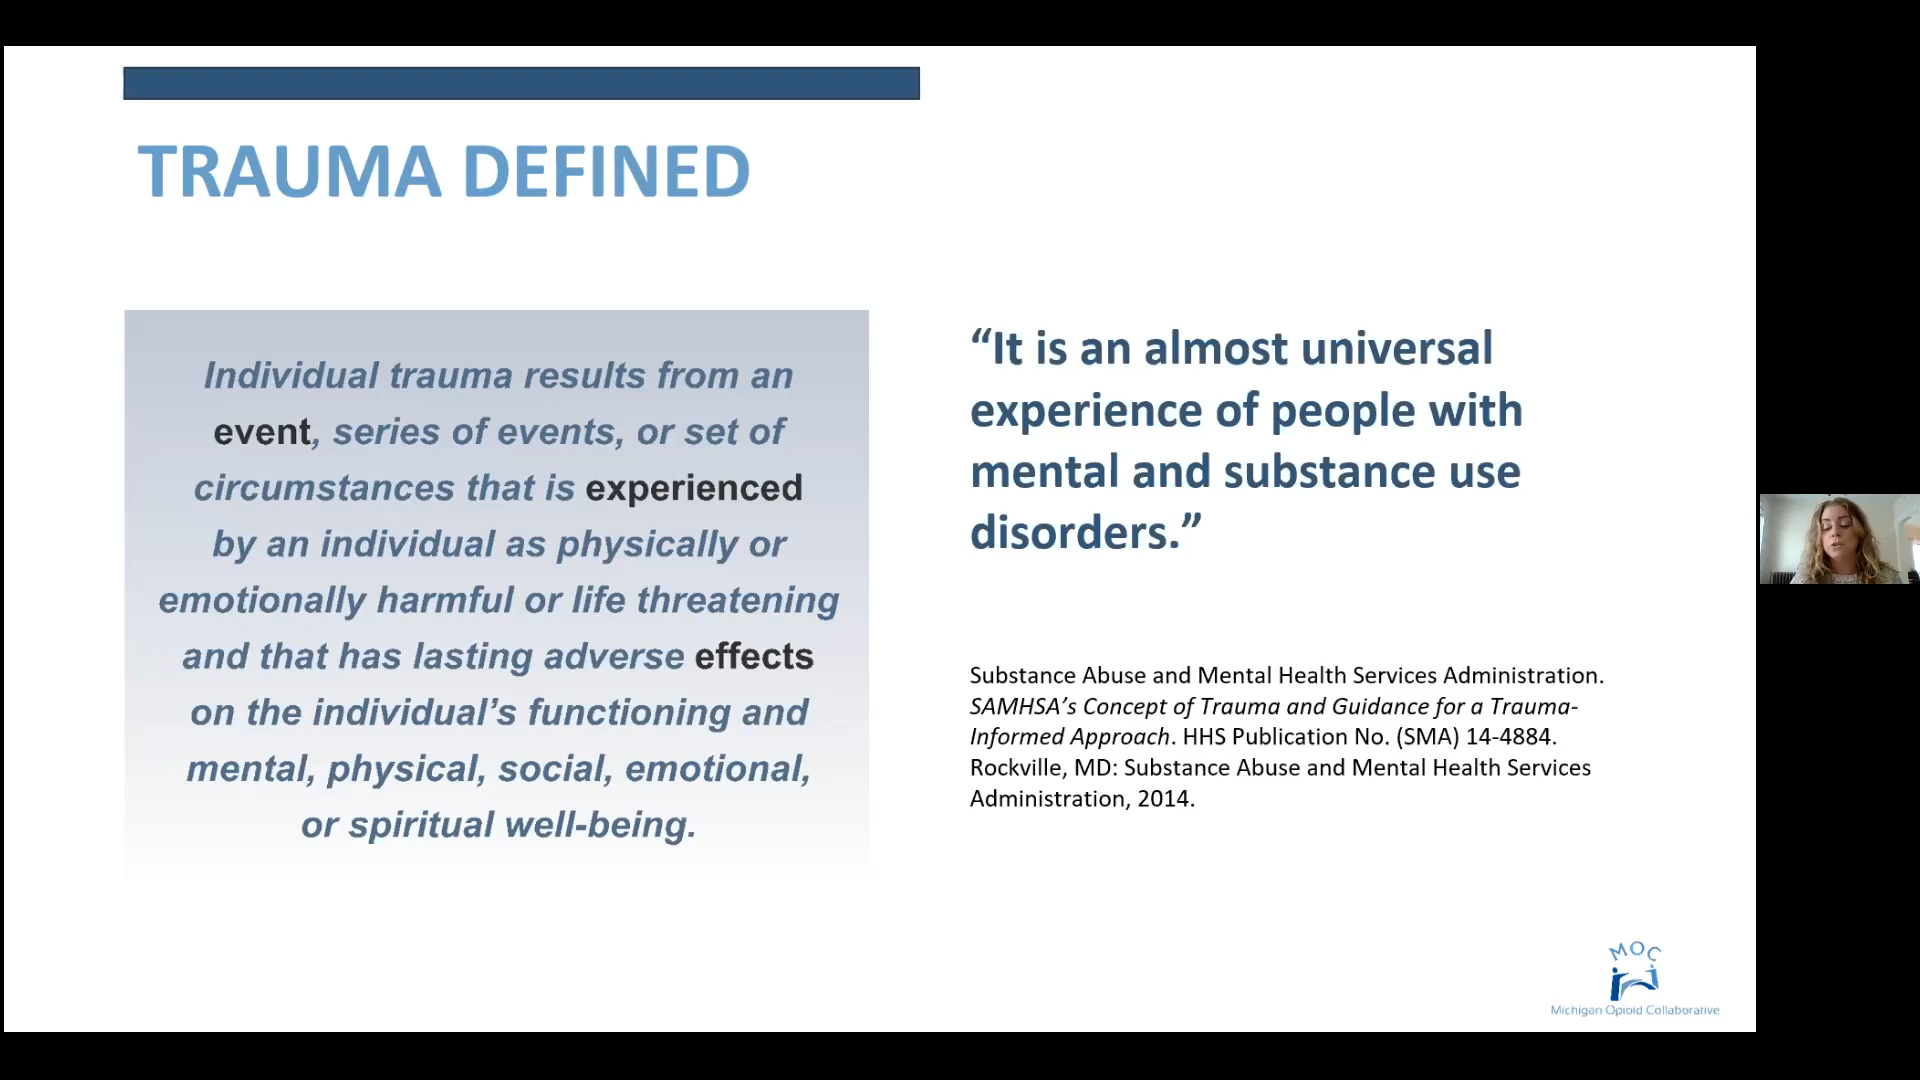 TRAUMA DEFINED
Individual trauma results from an
event, series of events, or set of
circumstances that is experienced
by an individual as physically or
emotionally harmful or life threatening
and that has lasting adverse effects
on the individual’s functioning and
mental, physical, social, emotional,
or spiritual well-being.
“It is an almost universal
experience of people with
mental and substance use
disorders.”
Substance Abuse and Mental Health Services Administration.
SAMHSA’s Concept of Trauma and Guidance for a Trauma-
Informed Approach. HHS Publication No. (SMA) 14-4884.
Rockville, MD: Substance Abuse and Mental Health Services
Administration, 2014.
MOC
Michigan Opioid Collaborative